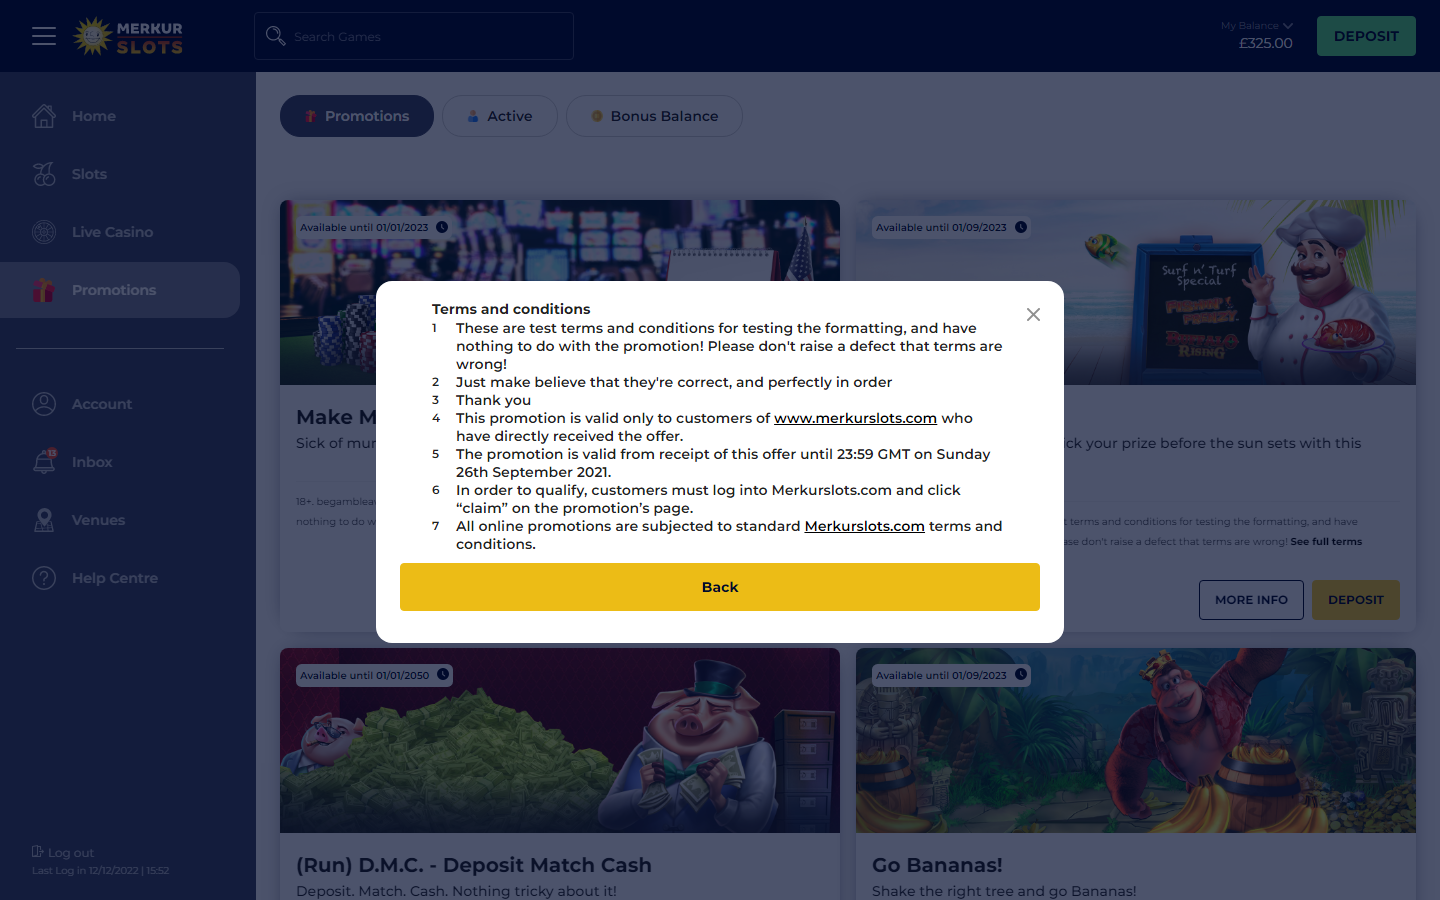 MERKUR
SLOTS
Search Games
My Balance
£325.00
DEPOSIT
Home
Slots
Live Casino
Promotions
Account
13
Inbox
Venues
Help Centre
Log out
Last Log in 12/12/2022 | 15:52
Promotions
Active
Bonus Balance
Available until 01/01/2023
Available until 01/09/2023
Surf n' Turf
Special
RISING
Make M
Sick of mur
18+. begambleav
nothing to do w
ick your prize before the sun sets with this
t terms and conditions for testing the formatting, and have
ase don't raise a defect that terms are wrong! See full terms
MORE INFO
DEPOSIT
Terms and conditions
1 These are test terms and conditions for testing the formatting, and have
nothing to do with the promotion! Please don't raise a defect that terms are
wrong!
2 Just make believe that they're correct, and perfectly in order
3 Thank you
4 This promotion is valid only to customers of www.merkurslots.com who
have directly received the offer.
5 The promotion is valid from receipt of this offer until 23:59 GMT on Sunday
26th September 2021.
6 In order to qualify, customers must log into Merkurslots.com and click
“claim” on the promotion’s page.
7 All online promotions are subjected to standard Merkurslots.com terms and
conditions.
Back
Available until 01/01/2050
Available until 01/09/2023
(Run) D.M.C. - Deposit Match Cash
Deposit. Match. Cash. Nothing tricky about it!
Go Bananas!
Shake the right tree and go Bananas!